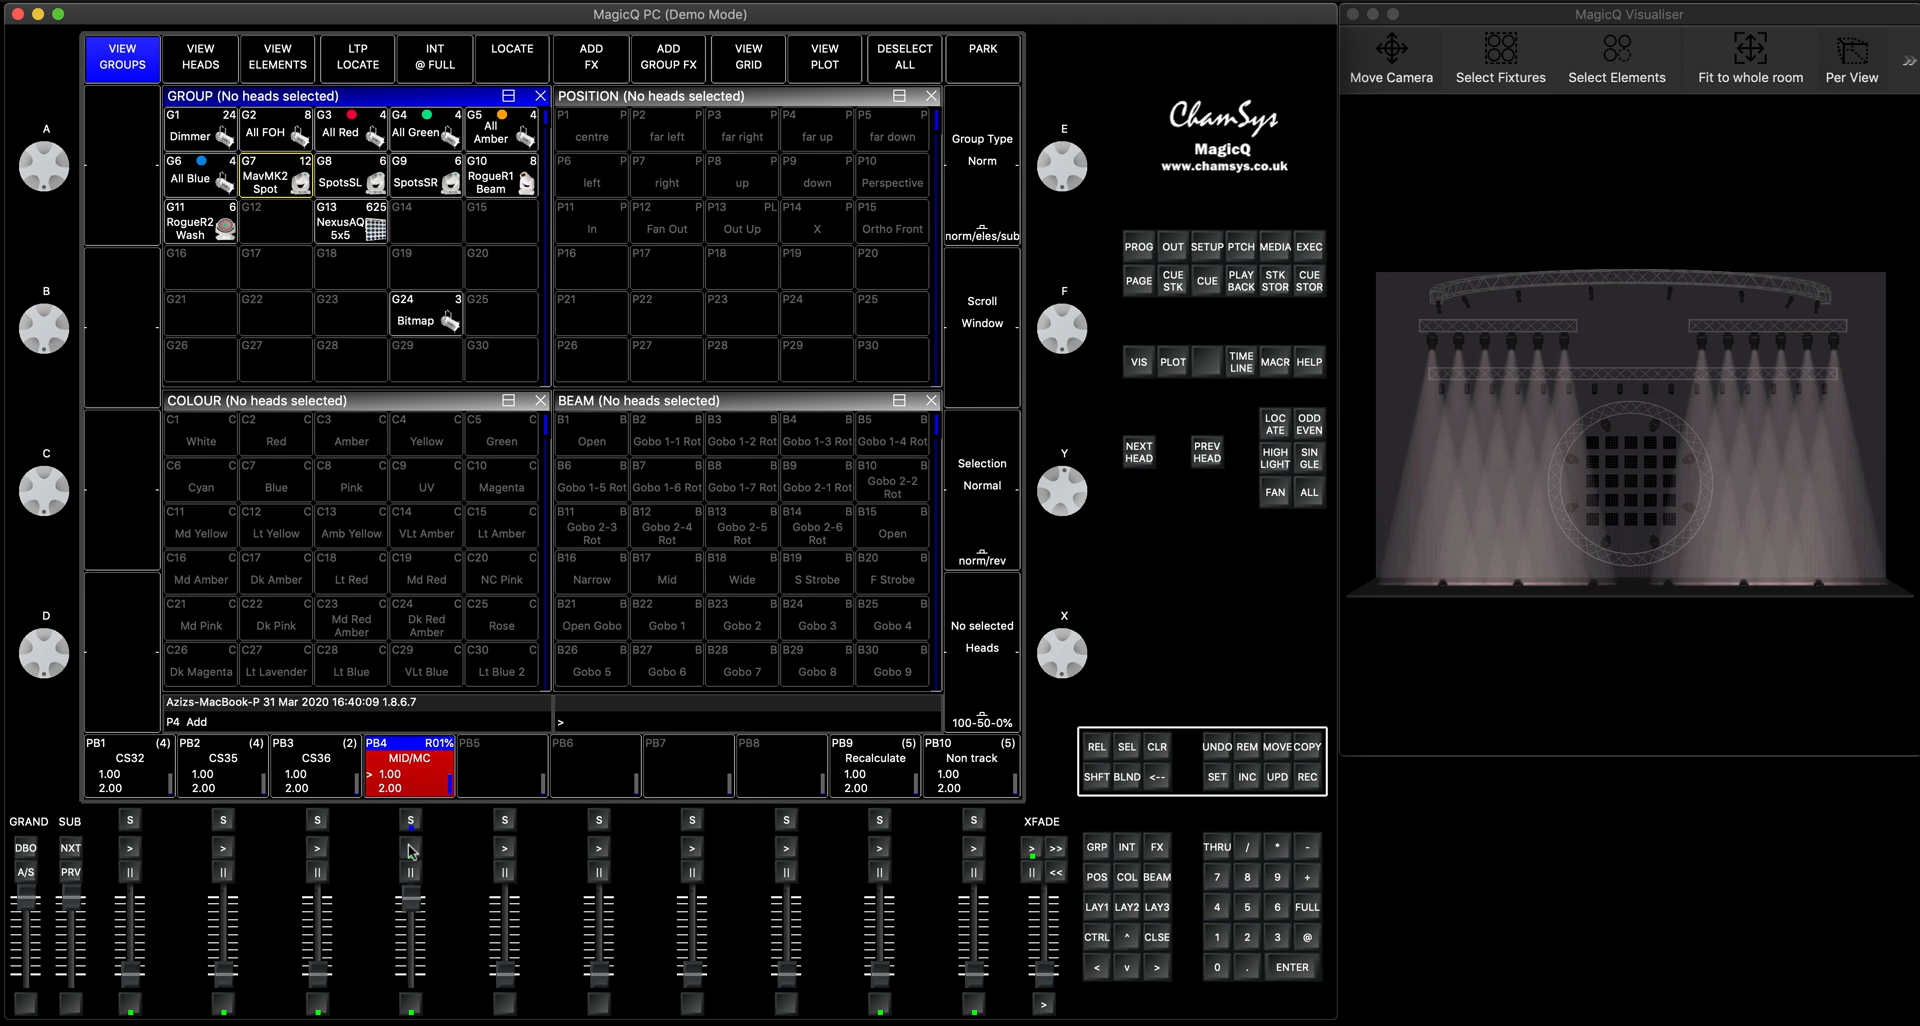 MagicQ PC (Demo Mode)
MagicQ Visualiser
VIEW GROUPS
VIEW HEADS
VIEW ELEMENTS
LTP LOCATE
INT @ FULL
LOCATE
ADD FX
ADD GROUP FX
VIEW GRID
VIEW PLOT
DESELECT ALL
PARK
Move Camera
Select Fixtures
Select Elements
Fit to whole room
Per View
»
GROUP (No heads selected)
G1 24 Dimmer
G2 8 All FOH
G3 4 All Red
G4 4 All Green
G5 4 All Amber
G6 4 All Blue
G7 12 MavMK2 Spot
G8 6 SpotsSL
G9 6 SpotsSR
G10 8 RogueR1 Beam
G11 6 RogueR2 Wash
G12
G13 625 NexusAQ 5x5
G14
G15
G16
G17
G18
G19
G20
G21
G22
G23
G24 3 Bitmap
G25
G26
G27
G28
G29
G30
POSITION (No heads selected)
P1 P centre
P2 P far left
P3 P far right
P4 P far up
P5 P far down
P6 P left
P7 P right
P8 P up
P9 P down
P10 Perspective
P11 P In
P12 P Fan Out
P13 PL Out Up
P14 P X
P15 Ortho Front
P16
P17
P18
P19
P20
P21
P22
P23
P24
P25
P26
P27
P28
P29
P30
COLOUR (No heads selected)
C1 C White
C2 C Red
C3 C Amber
C4 C Yellow
C5 C Green
C6 C Cyan
C7 C Blue
C8 C Pink
C9 C UV
C10 C Magenta
C11 C Md Yellow
C12 C Lt Yellow
C13 C Amb Yellow
C14 C VLt Amber
C15 C Lt Amber
C16 C Md Amber
C17 C Dk Amber
C18 C Lt Red
C19 C Md Red
C20 C NC Pink
C21 C Md Pink
C22 C Dk Pink
C23 C Md Red Amber
C24 C Dk Red Amber
C25 C Rose
C26 C Dk Magenta
C27 C Lt Lavender
C28 C Lt Blue
C29 C VLt Blue
C30 C Lt Blue 2
BEAM (No heads selected)
B1 B Open
B2 B Gobo 1-1 Rot
B3 B Gobo 1-2 Rot
B4 B Gobo 1-3 Rot
B5 B Gobo 1-4 Rot
B6 B Gobo 1-5 Rot
B7 B Gobo 1-6 Rot
B8 B Gobo 1-7 Rot
B9 B Gobo 2-1 Rot
B10 B Gobo 2-2 Rot
B11 B Gobo 2-3 Rot
B12 B Gobo 2-4 Rot
B13 B Gobo 2-5 Rot
B14 B Gobo 2-6 Rot
B15 B Open
B16 B Narrow
B17 B Mid
B18 B Wide
B19 B S Strobe
B20 B F Strobe
B21 B Open Gobo
B22 B Gobo 1
B23 B Gobo 2
B24 B Gobo 3
B25 B Gobo 4
B26 B Gobo 5
B27 B Gobo 6
B28 B Gobo 7
B29 B Gobo 8
B30 B Gobo 9
Group Type
Norm
norm/eles/sub
Scroll
Window
Selection
Normal
norm/rev
No selected
Heads
100-50-0%
Azizs-MacBook-P 31 Mar 2020 16:40:09 1.8.6.7
P4 Add
>
PB1 (4) CS32 1.00 2.00
PB2 (4) CS35 1.00 2.00
PB3 (2) CS36 1.00 2.00
PB4 R01% MID/MC > 1.00 2.00
PB5
PB6
PB7
PB8
PB9 (5) Recalculate 1.00 2.00
PB10 (5) Non track 1.00 2.00
A
B
C
D
E
F
Y
X
ChamSys
MagicQ
www.chamsys.co.uk
PROG OUT SETUP PTCH MEDIA EXEC
PAGE CUE STK CUE PLAY BACK STK STOR CUE STOR
VIS PLOT TIME LINE MACR HELP
NEXT HEAD PREV HEAD
LOC ATE ODD EVEN
HIGH LIGHT SIN GLE
FAN ALL
REL SEL CLR UNDO REM MOVE COPY
SHFT BLND <-- SET INC UPD REC
GRAND SUB
DBO NXT
A/S PRV
S S S S S S S S S S
> > > > > > > > >
|| || || || || || || || || ||
XFADE
> >>
|| <<
>
GRP INT FX THRU / * -
POS COL BEAM 7 8 9 +
LAY1 LAY2 LAY3 4 5 6 FULL
CTRL ^ CLSE 1 2 3 @
< v > 0 . ENTER